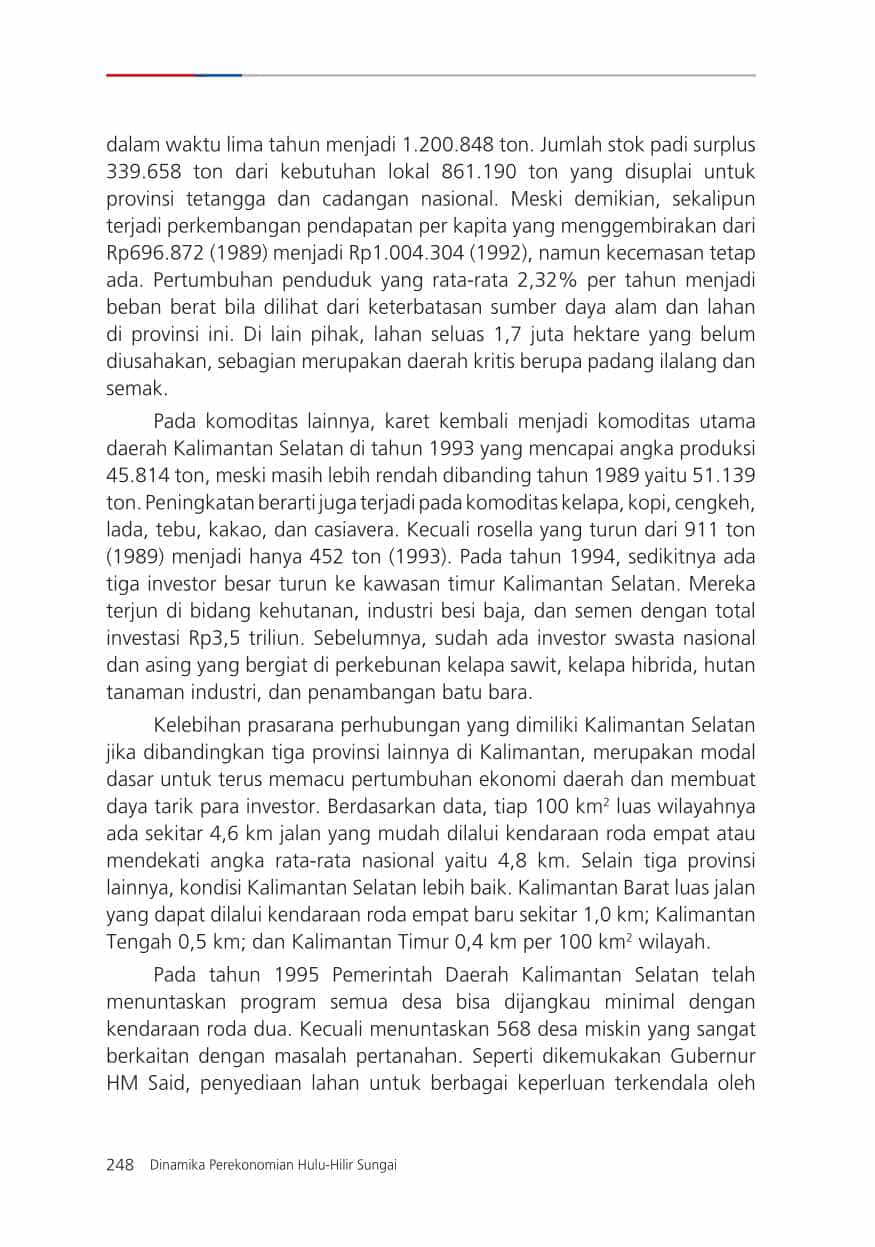 dalam waktu lima tahun menjadi 1.200.848 ton. Jumlah stok padi surplus
339.658 ton dari kebutuhan lokal 861.190 ton yang disuplai untuk
provinsi tetangga dan cadangan nasional. Meski demikian, sekalipun
terjadi perkembangan pendapatan per kapita yang menggembirakan dari
Rp696.872 (1989) menjadi Rp1.004.304 (1992), namun kecemasan tetap
ada. Pertumbuhan penduduk yang rata-rata 2,32% per tahun menjadi
beban berat bila dilihat dari keterbatasan sumber daya alam dan lahan
di provinsi ini. Di lain pihak, lahan seluas 1,7 juta hektare yang belum
diusahakan, sebagian merupakan daerah kritis berupa padang ilalang dan
semak.
Pada komoditas lainnya, karet kembali menjadi komoditas utama
daerah Kalimantan Selatan di tahun 1993 yang mencapai angka produksi
45.814 ton, meski masih lebih rendah dibanding tahun 1989 yaitu 51.139
ton. Peningkatan berarti juga terjadi pada komoditas kelapa, kopi, cengkeh,
lada, tebu, kakao, dan casiavera. Kecuali rosella yang turun dari 911 ton
(1989) menjadi hanya 452 ton (1993). Pada tahun 1994, sedikitnya ada
tiga investor besar turun ke kawasan timur Kalimantan Selatan. Mereka
terjun di bidang kehutanan, industri besi baja, dan semen dengan total
investasi Rp3,5 triliun. Sebelumnya, sudah ada investor swasta nasional
dan asing yang bergiat di perkebunan kelapa sawit, kelapa hibrida, hutan
tanaman industri, dan penambangan batu bara.
Kelebihan prasarana perhubungan yang dimiliki Kalimantan Selatan
jika dibandingkan tiga provinsi lainnya di Kalimantan, merupakan modal
dasar untuk terus memacu pertumbuhan ekonomi daerah dan membuat
daya tarik para investor. Berdasarkan data, tiap 100 km² luas wilayahnya
ada sekitar 4,6 km jalan yang mudah dilalui kendaraan roda empat atau
mendekati angka rata-rata nasional yaitu 4,8 km. Selain tiga provinsi
lainnya, kondisi Kalimantan Selatan lebih baik. Kalimantan Barat luas jalan
yang dapat dilalui kendaraan roda empat baru sekitar 1,0 km; Kalimantan
Tengah 0,5 km; dan Kalimantan Timur 0,4 km per 100 km² wilayah.
Pada tahun 1995 Pemerintah Daerah Kalimantan Selatan telah
menuntaskan program semua desa bisa dijangkau minimal dengan
kendaraan roda dua. Kecuali menuntaskan 568 desa miskin yang sangat
berkaitan dengan masalah pertanahan. Seperti dikemukakan Gubernur
HM Said, penyediaan lahan untuk berbagai keperluan terkendala oleh
248 Dinamika Perekonomian Hulu-Hilir Sungai